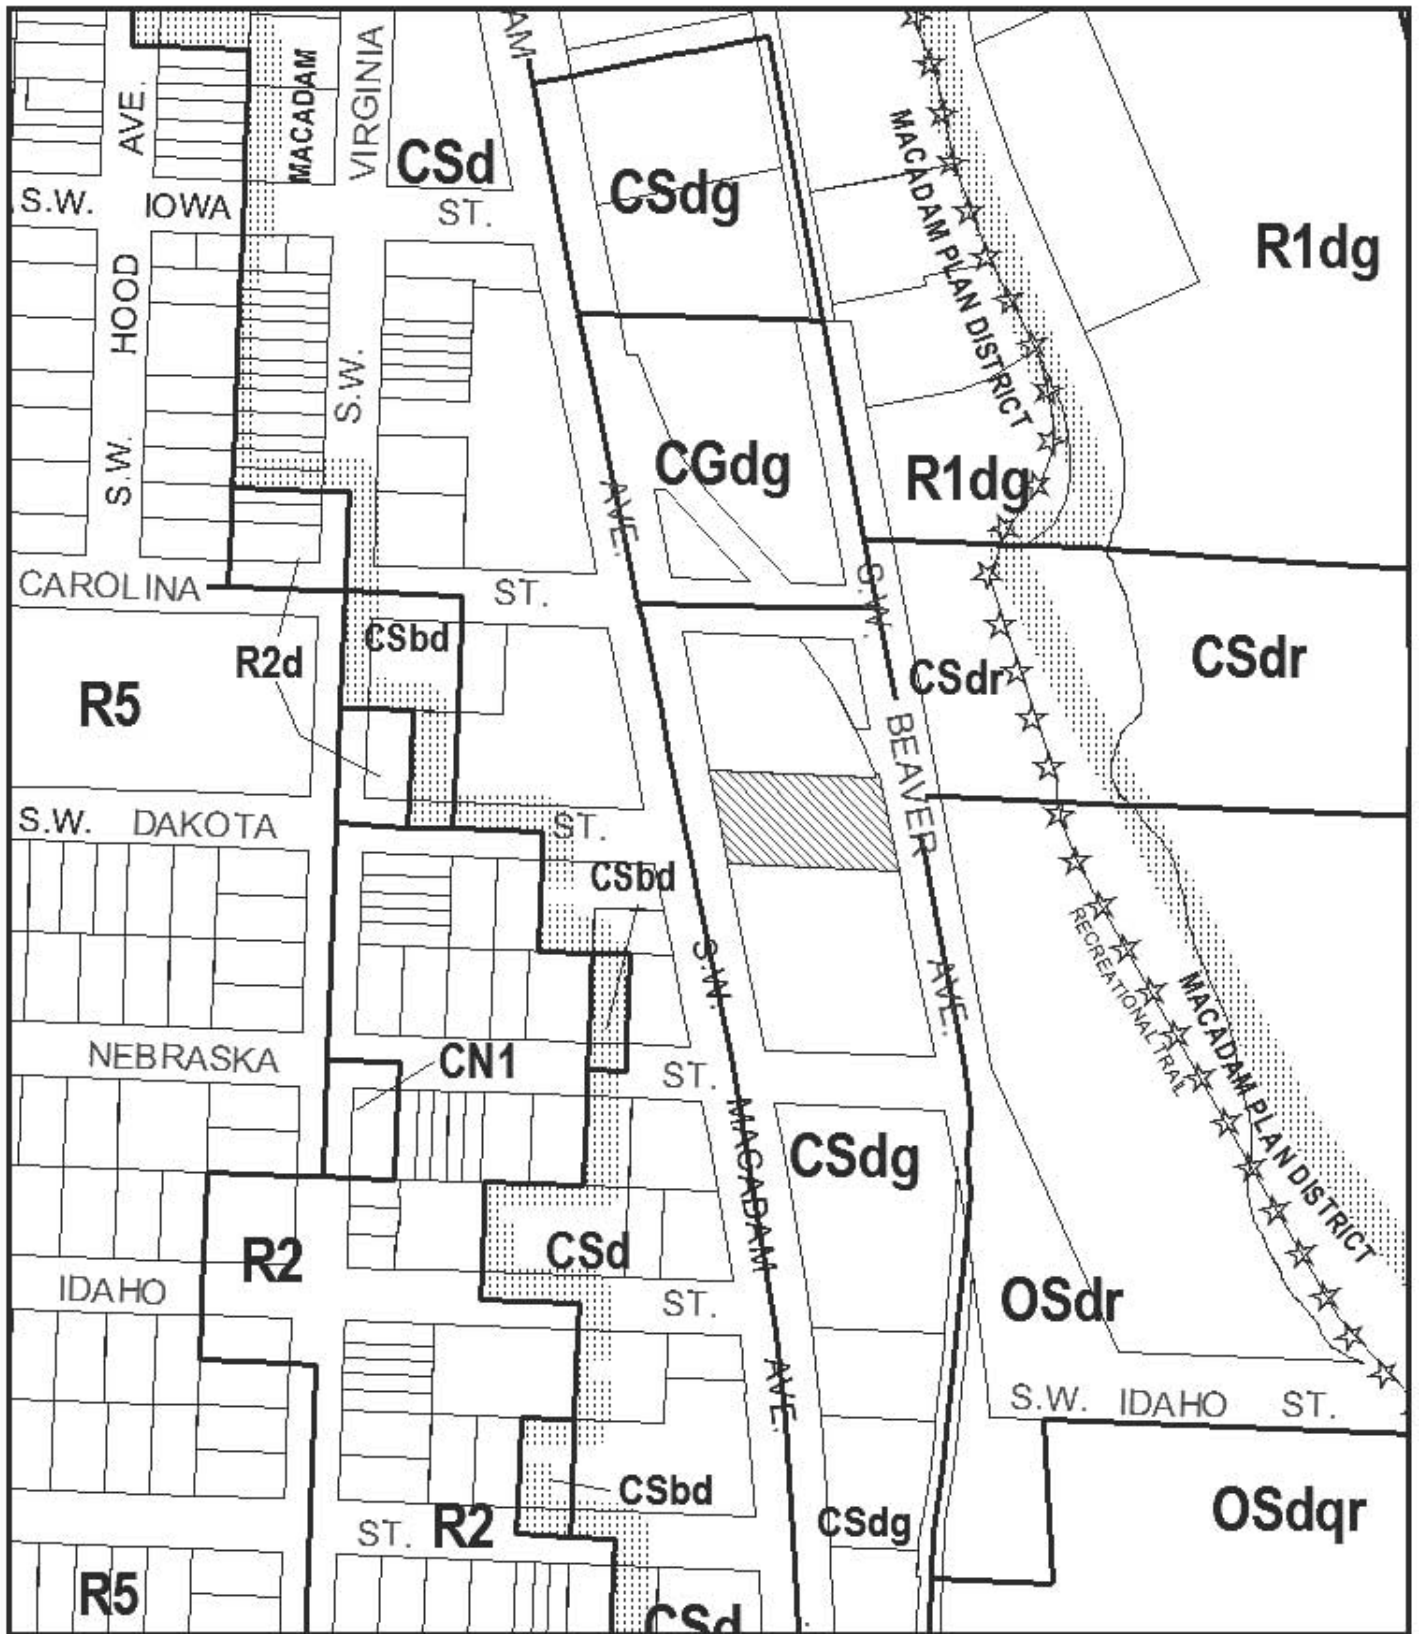 AM
MACADAM
VIRGINIA
AVE.
CSd
CSdg
MACADAM PLAN DISTRICT
S.W. IOWA
ST.
R1dg
HOOD
S.W.
S.W.
CGdg
R1dg
AVE.
CAROLINA
ST.
S.W.
CSbd
R2d
CSdr
CSdr
R5
BEAVER
S.W. DAKOTA
ST.
CSbd
RECREATIONAL TRAIL
S.W.
AVE.
MACADAM PLAN DISTRICT
NEBRASKA
CN1
ST.
MACADAM
CSdg
R2
CSd
IDAHO
ST.
OSdr
AVE.
S.W. IDAHO ST.
CSbd
OSdqr
ST.
R2
CSdg
R5
CSd